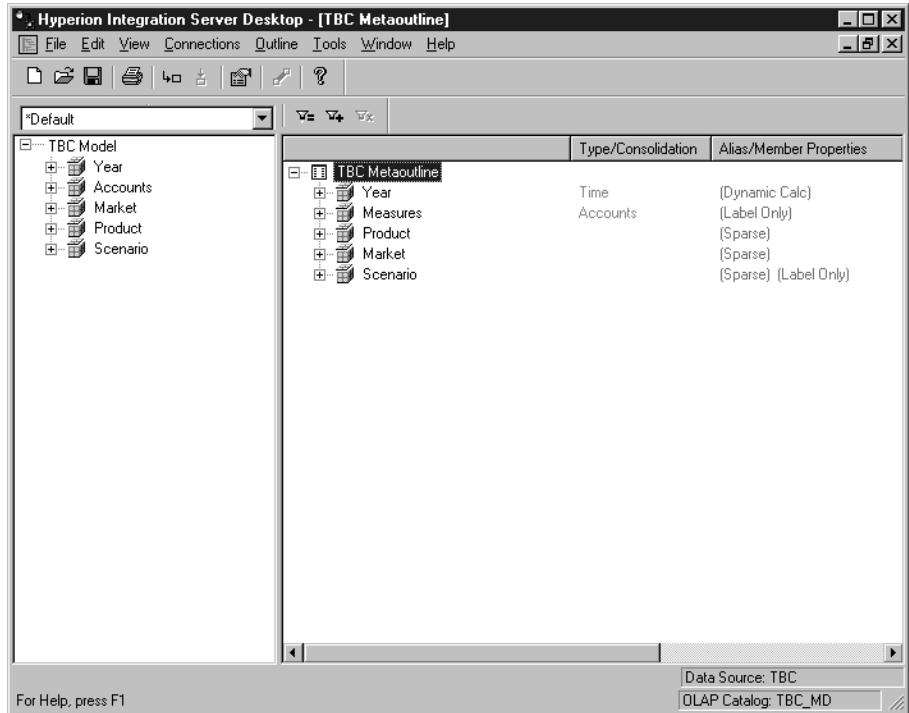 Hyperion Integration Server Desktop - [TBC Metaoutline]
File Edit View Connections Outline Tools Window Help
*Default
TBC Model
Year
Accounts
Market
Product
Scenario
Type/Consolidation Alias/Member Properties
TBC Metaoutline
Year Time (Dynamic Calc)
Measures Accounts (Label Only)
Product (Sparse)
Market (Sparse)
Scenario (Sparse) (Label Only)
Data Source: TBC
For Help, press F1 OLAP Catalog: TBC_MD